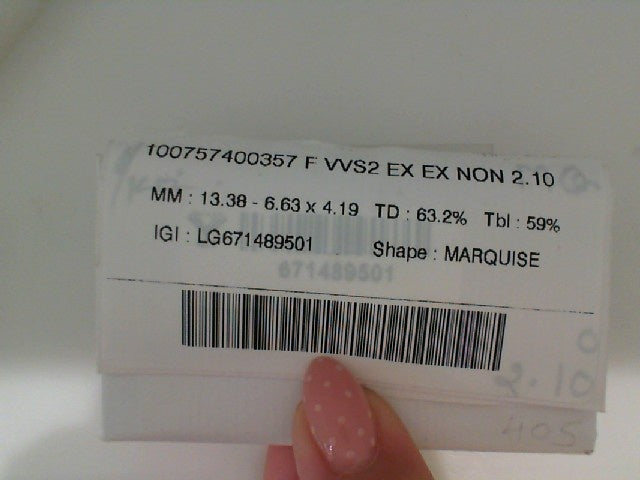 100757400357 F VVS2 EX EX NON 2.10
MM : 13.38 - 6.63 x 4.19 TD : 63.2% Tbl : 59%
IGI : LG671489501 Shape : MARQUISE
671489501
2.10
405